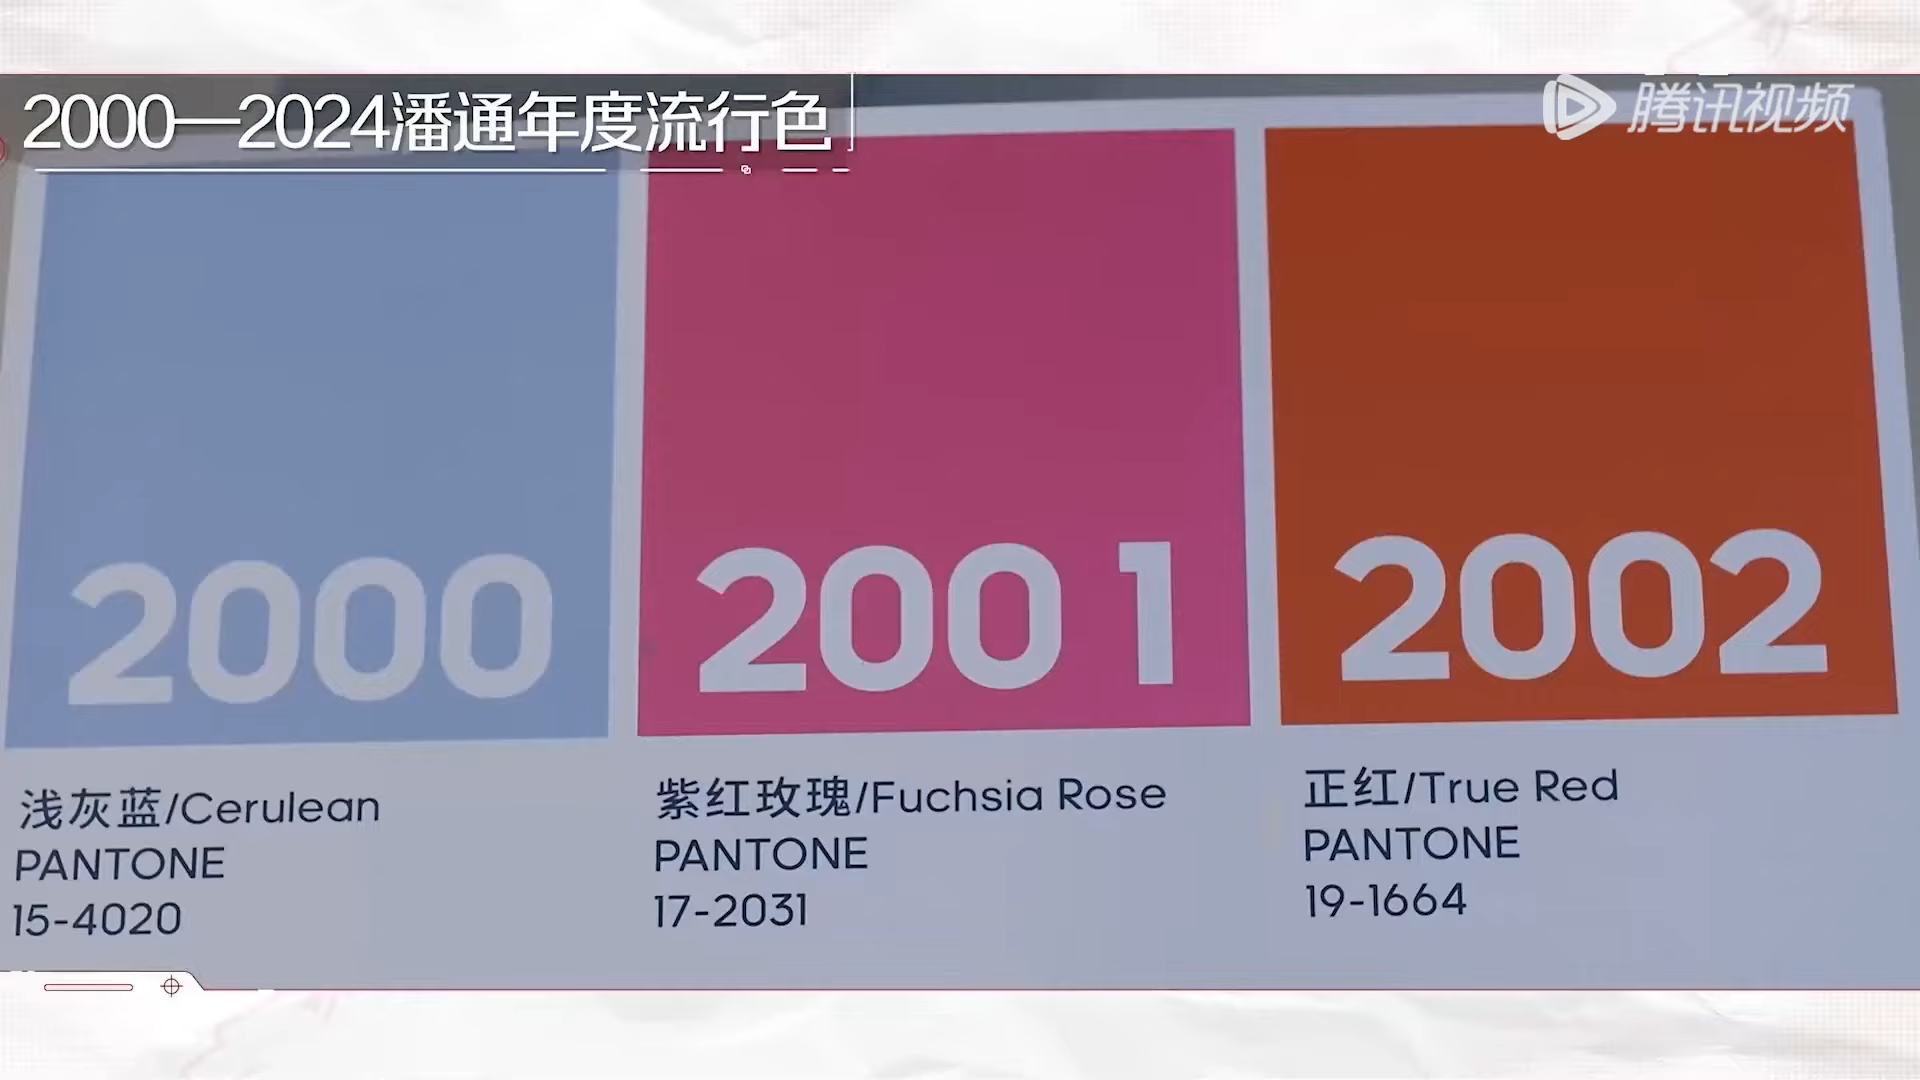 2000—2024潘通年度流行色
腾讯视频
2000
2001
2002
浅灰蓝/Cerulean
PANTONE
15-4020
紫红玫瑰/Fuchsia Rose
PANTONE
17-2031
正红/True Red
PANTONE
19-1664